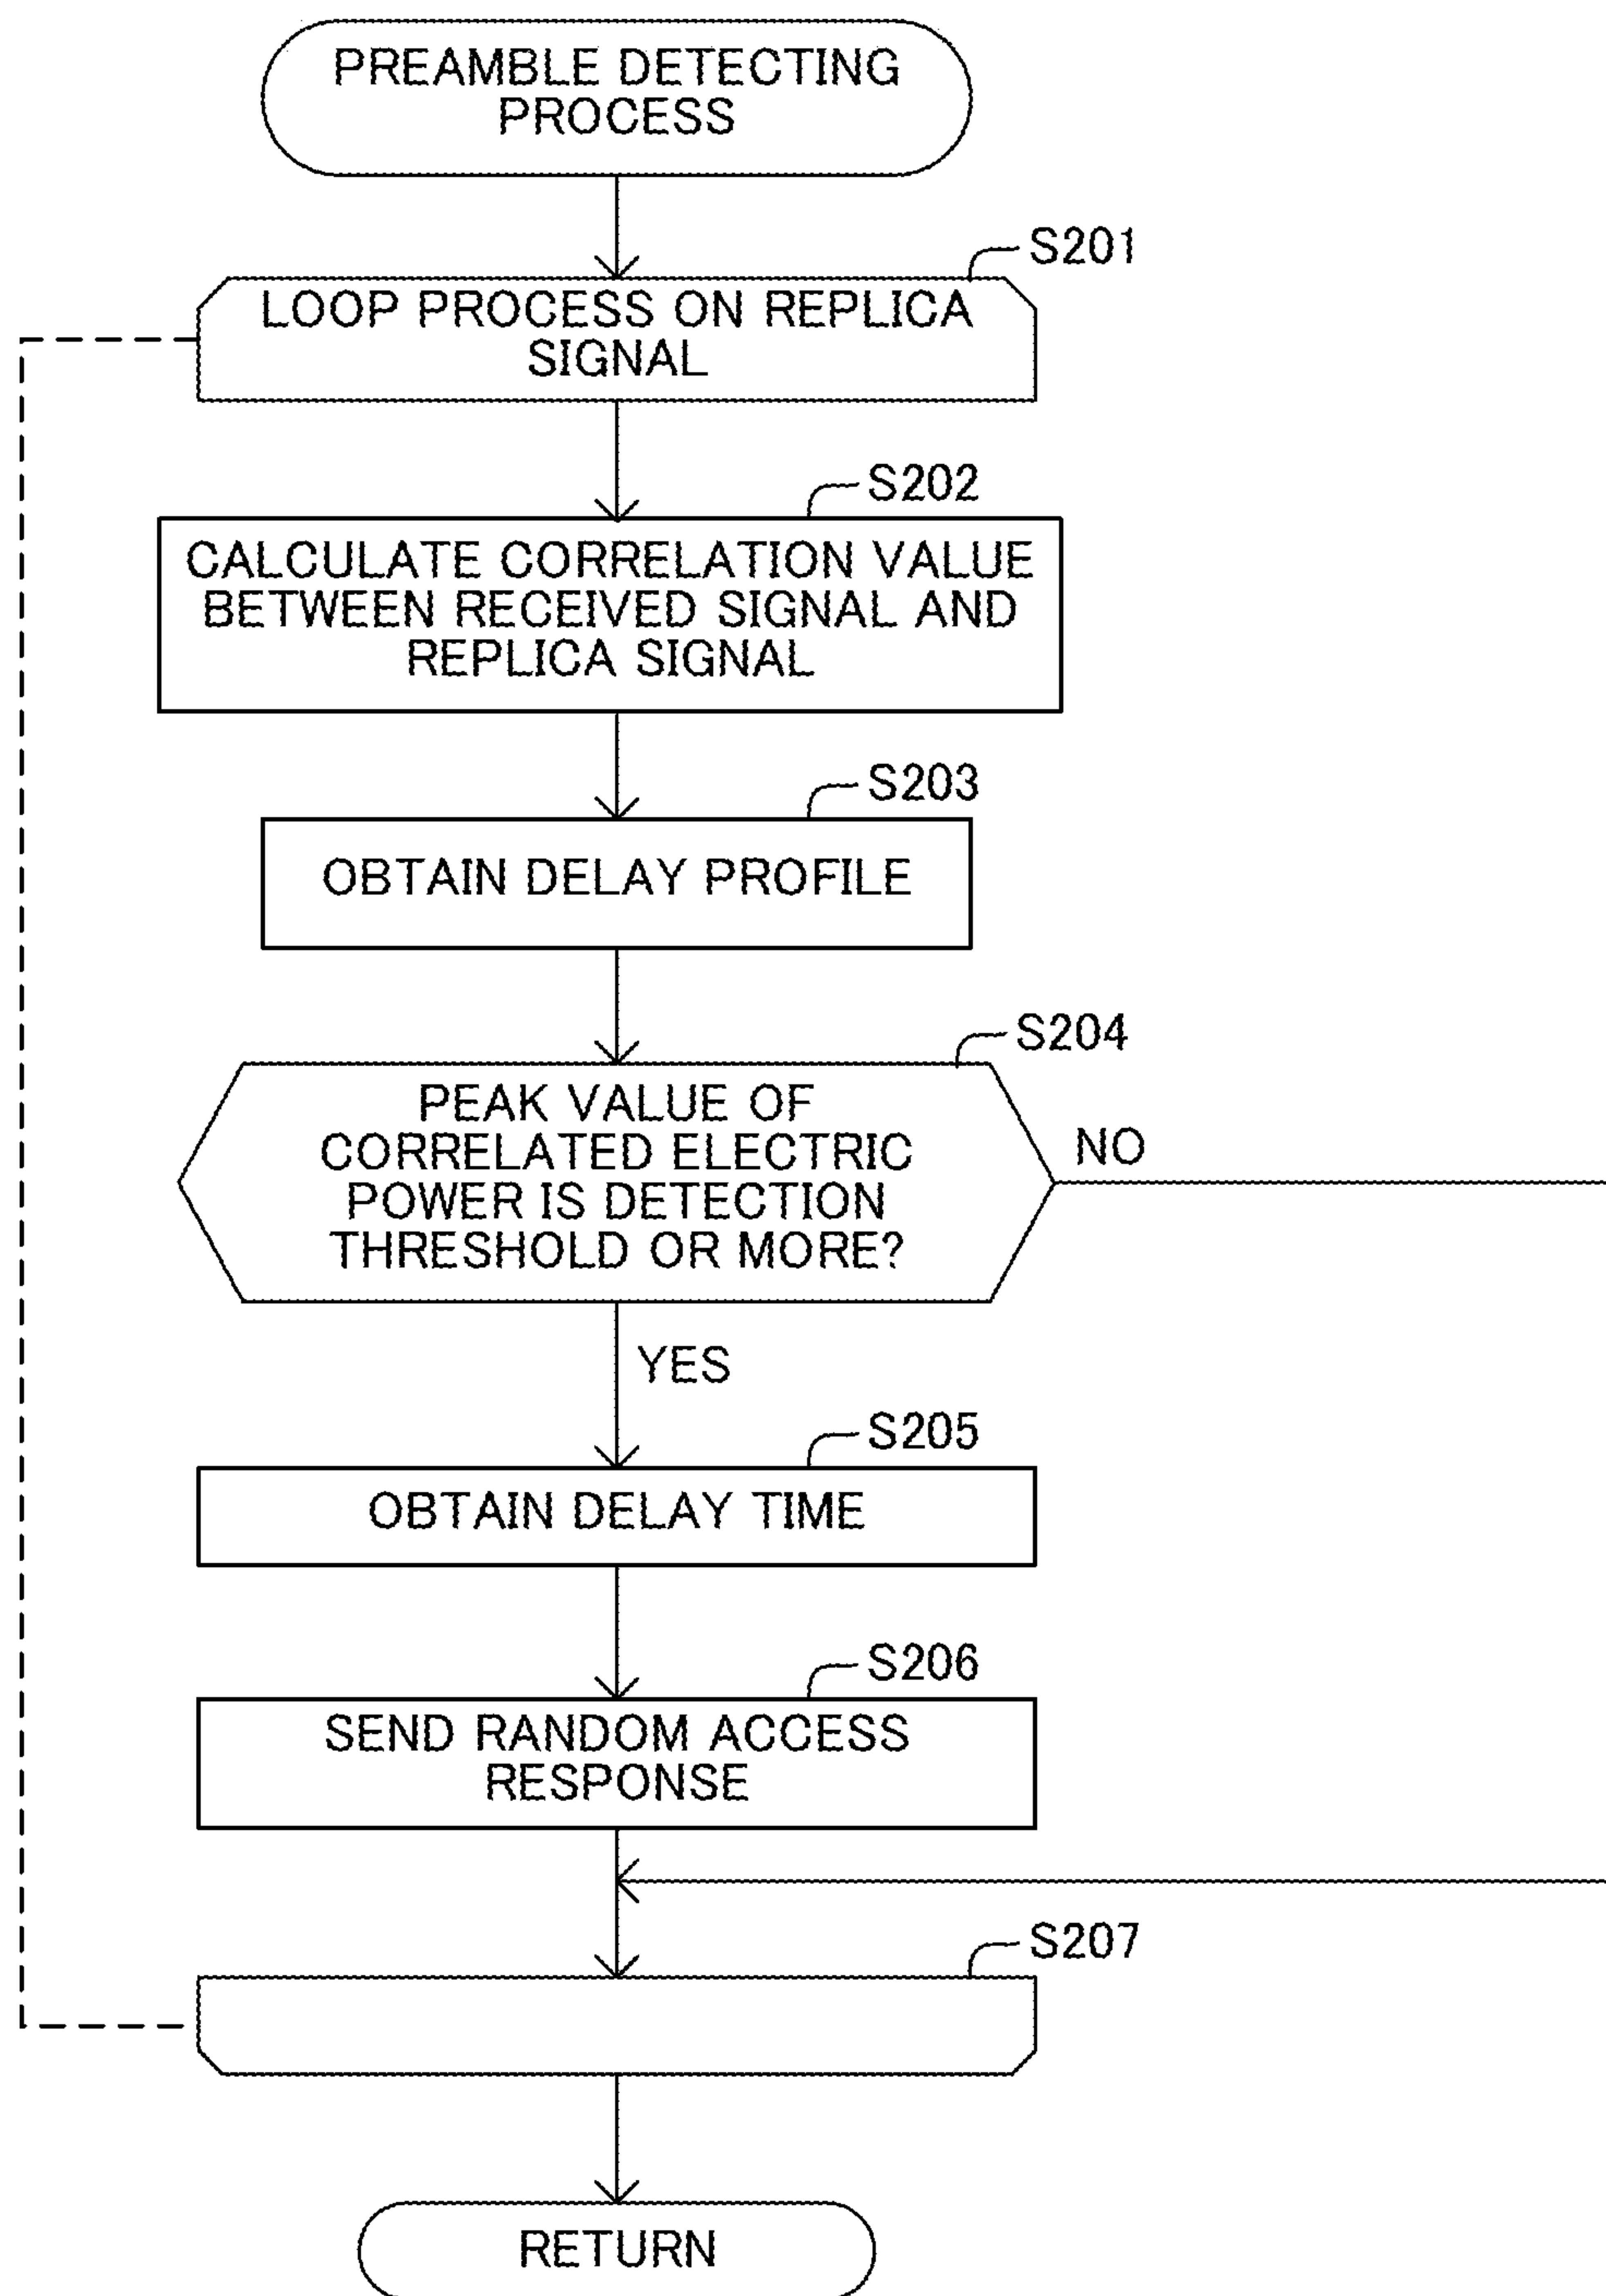 PREAMBLE DETECTING
PROCESS
S201
LOOP PROCESS ON REPLICA
SIGNAL
S202
CALCULATE CORRELATION VALUE
BETWEEN RECEIVED SIGNAL AND
REPLICA SIGNAL
S203
OBTAIN DELAY PROFILE
S204
PEAK VALUE OF
CORRELATED ELECTRIC
POWER IS DETECTION
THRESHOLD OR MORE?
NO
YES
S205
OBTAIN DELAY TIME
S206
SEND RANDOM ACCESS
RESPONSE
S207
RETURN